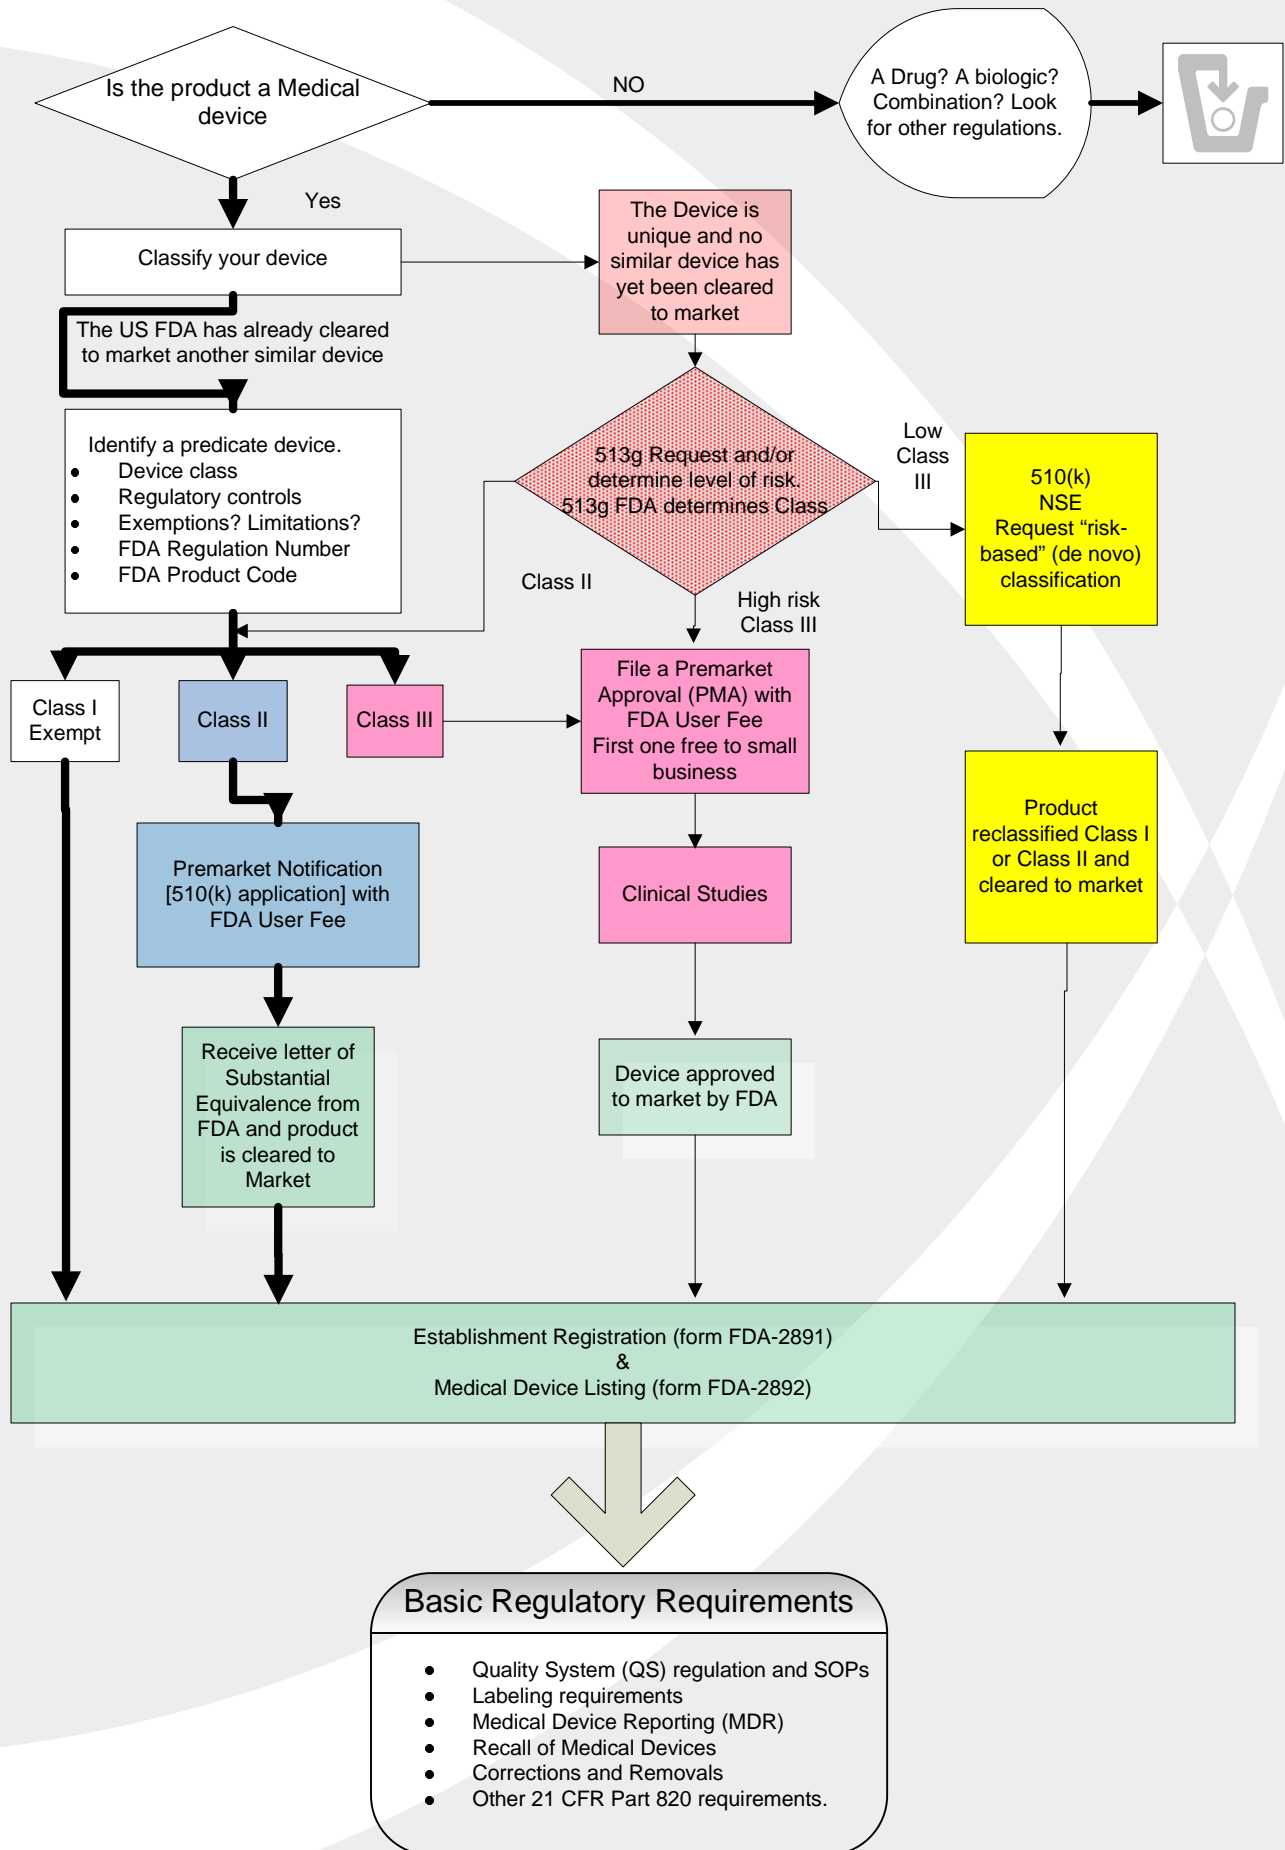 Is the product a Medical
device
NO
A Drug? A biologic?
Combination? Look
for other regulations.
Yes
Classify your device
The Device is
unique and no
similar device has
yet been cleared
to market
The US FDA has already cleared
to market another similar device
Identify a predicate device.
• Device class
• Regulatory controls
• Exemptions? Limitations?
• FDA Regulation Number
• FDA Product Code
513g Request and/or
determine level of risk.
513g FDA determines Class
Low
Class
III
510(k)
NSE
Request “risk-
based” (de novo)
classification
Class II
High risk
Class III
Class I
Exempt
Class II
Class III
File a Premarket
Approval (PMA) with
FDA User Fee
First one free to small
business
Product
reclassified Class I
or Class II and
cleared to market
Premarket Notification
[510(k) application] with
FDA User Fee
Clinical Studies
Receive letter of
Substantial
Equivalence from
FDA and product
is cleared to
Market
Device approved
to market by FDA
Establishment Registration (form FDA-2891)
&
Medical Device Listing (form FDA-2892)
Basic Regulatory Requirements
• Quality System (QS) regulation and SOPs
• Labeling requirements
• Medical Device Reporting (MDR)
• Recall of Medical Devices
• Corrections and Removals
• Other 21 CFR Part 820 requirements.